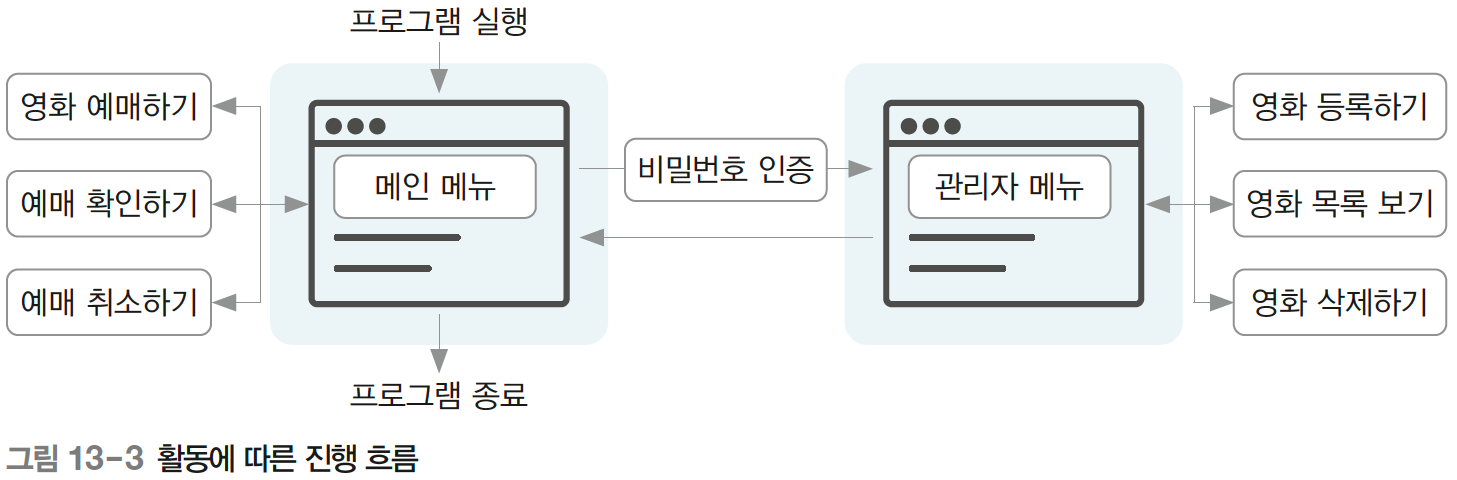 프로그램 실행
영화 예매하기
예매 확인하기
예매 취소하기
메인 메뉴
비밀번호 인증
관리자 메뉴
영화 등록하기
영화 목록 보기
영화 삭제하기
프로그램 종료
그림 13-3 활동에 따른 진행 흐름